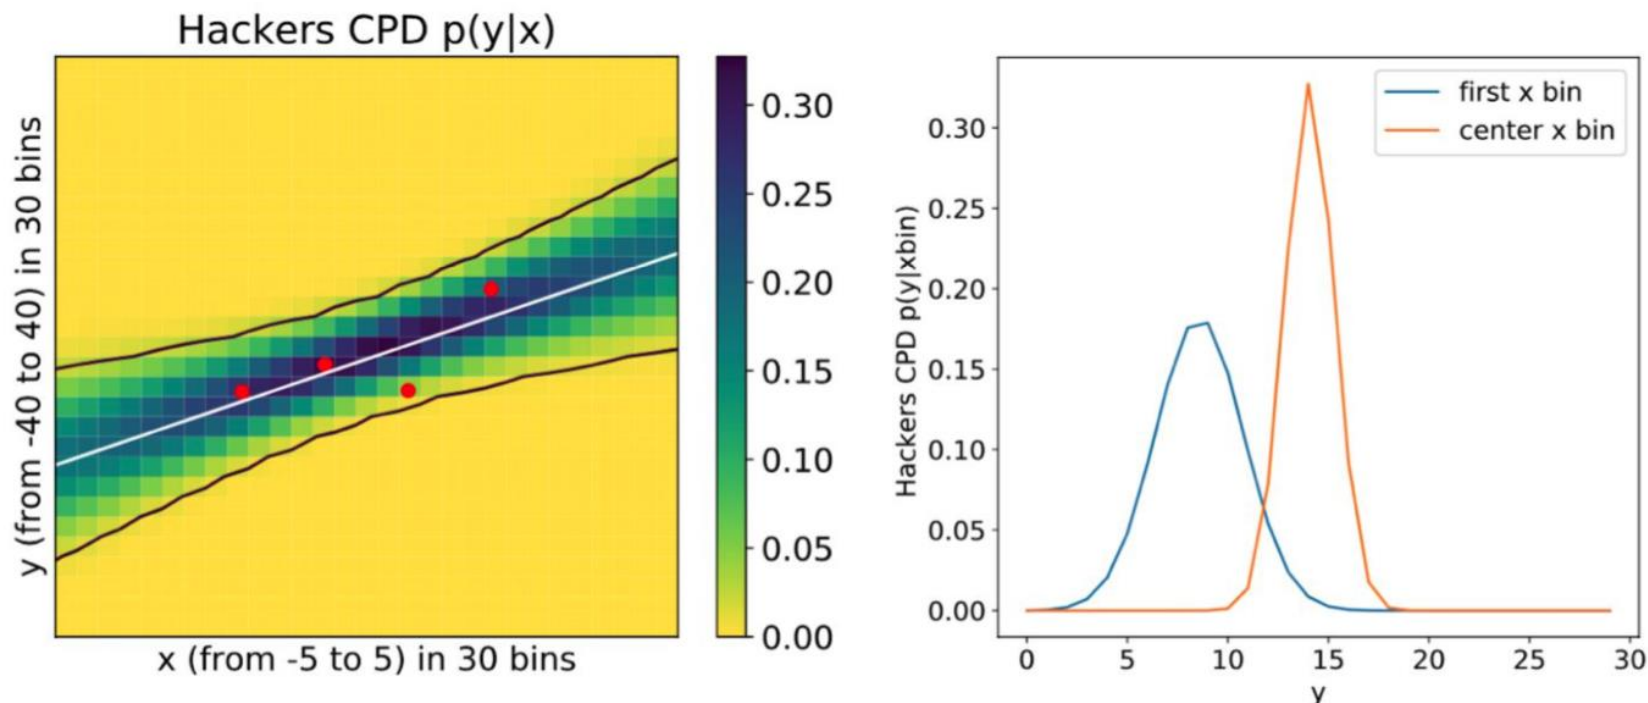 Hackers CPD p(y|x)
y (from -40 to 40) in 30 bins
x (from -5 to 5) in 30 bins
0.30
0.25
0.20
0.15
0.10
0.05
0.00
Hackers CPD p(y|xbin)
0.30
0.25
0.20
0.15
0.10
0.05
0.00
first x bin
center x bin
0 5 10 15 20 25 30
y